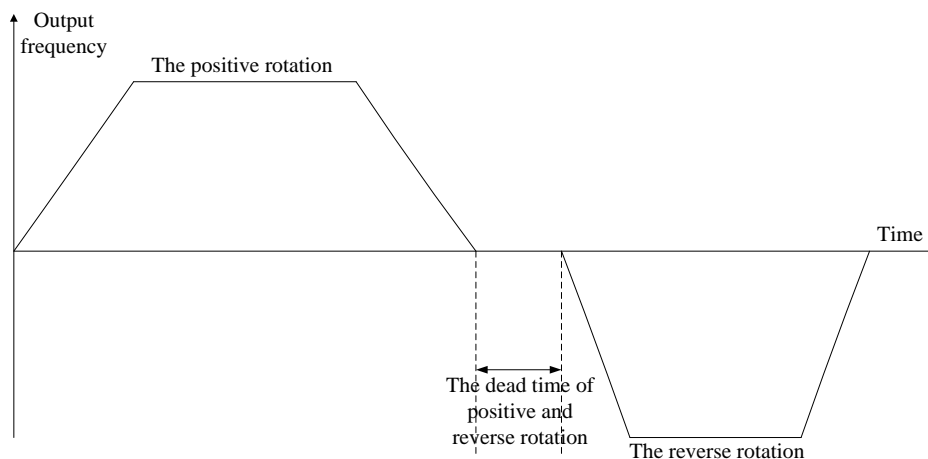 Output
frequency
The positive rotation
Time
The dead time of
positive and
reverse rotation
The reverse rotation